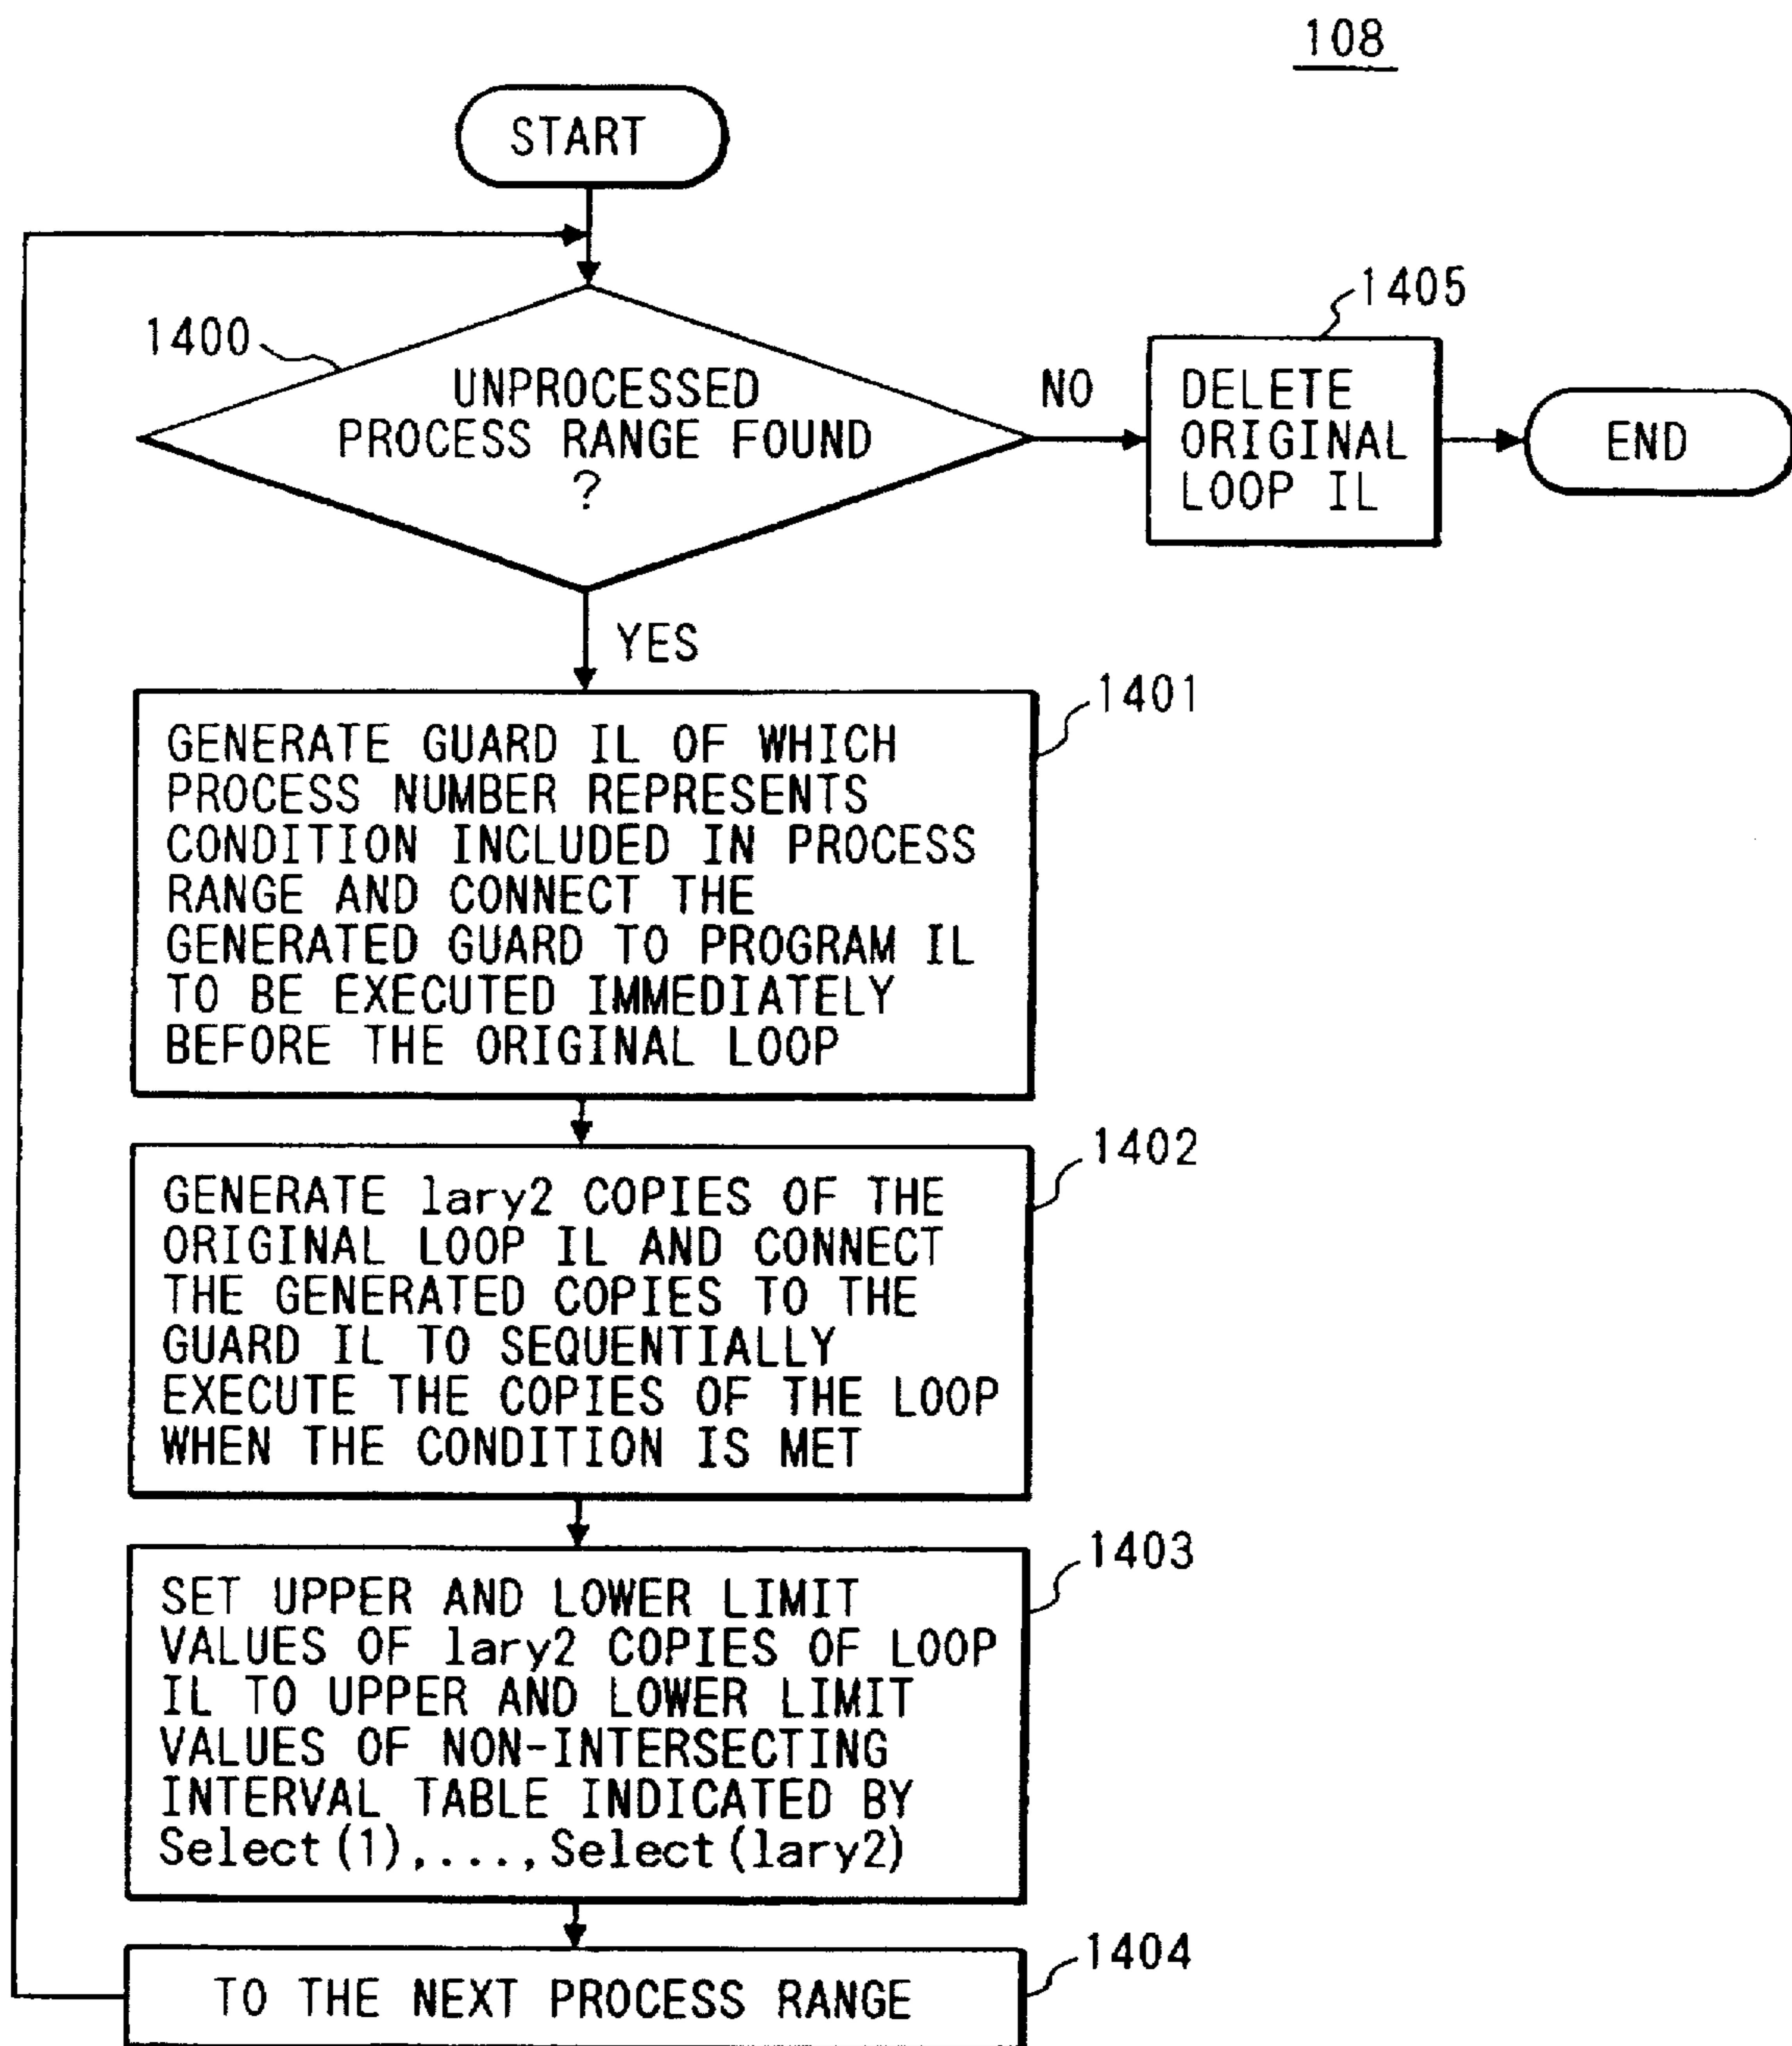 108
START
1400
UNPROCESSED
PROCESS RANGE FOUND
?
NO
1405
DELETE
ORIGINAL
LOOP IL
END
YES
1401
GENERATE GUARD IL OF WHICH
PROCESS NUMBER REPRESENTS
CONDITION INCLUDED IN PROCESS
RANGE AND CONNECT THE
GENERATED GUARD TO PROGRAM IL
TO BE EXECUTED IMMEDIATELY
BEFORE THE ORIGINAL LOOP
1402
GENERATE lary2 COPIES OF THE
ORIGINAL LOOP IL AND CONNECT
THE GENERATED COPIES TO THE
GUARD IL TO SEQUENTIALLY
EXECUTE THE COPIES OF THE LOOP
WHEN THE CONDITION IS MET
1403
SET UPPER AND LOWER LIMIT
VALUES OF lary2 COPIES OF LOOP
IL TO UPPER AND LOWER LIMIT
VALUES OF NON-INTERSECTING
INTERVAL TABLE INDICATED BY
Select(1),....,Select(lary2)
1404
TO THE NEXT PROCESS RANGE